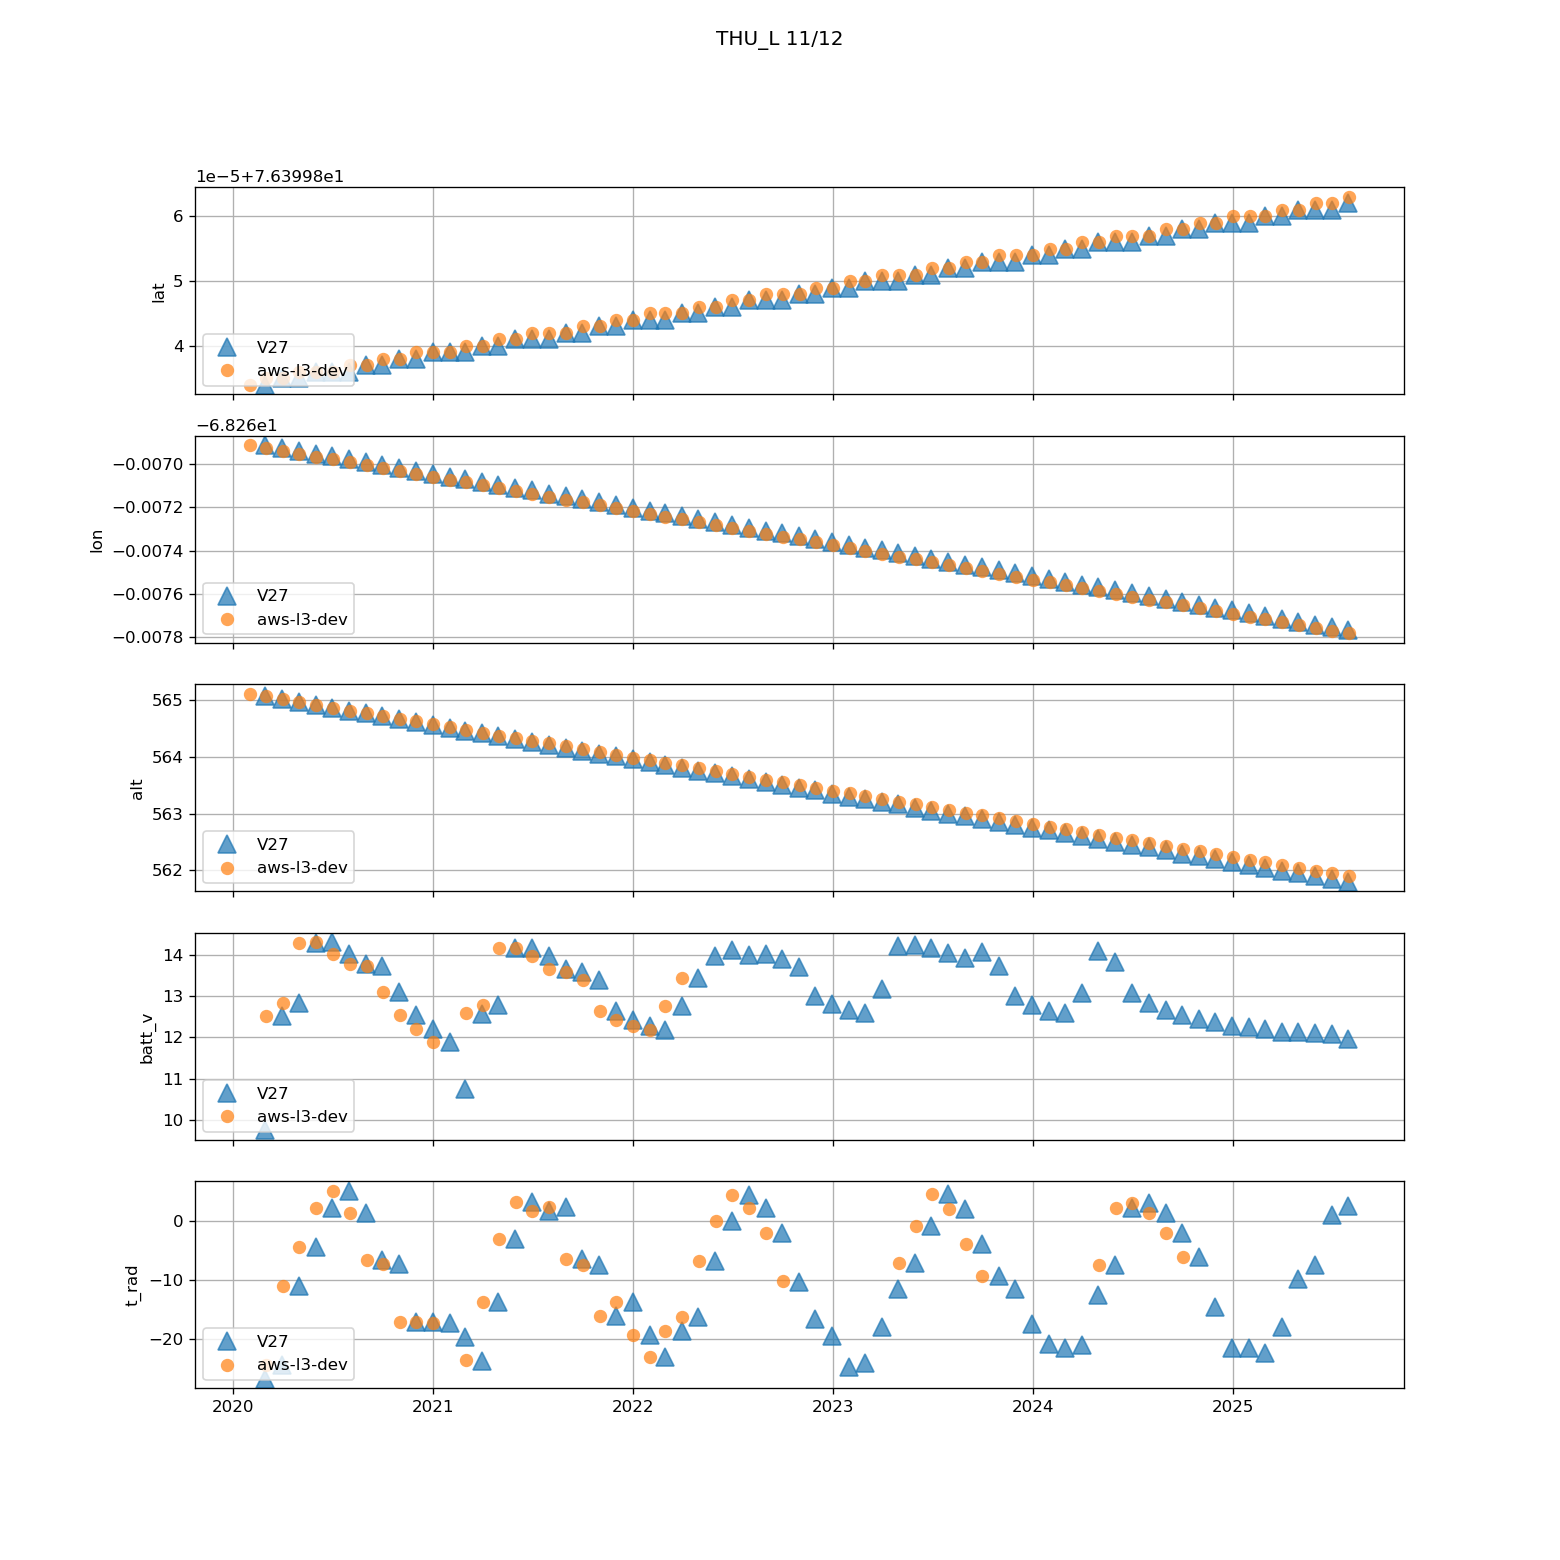 THU_L 11/12
1e−5+7.63998e1
6
5
4
lat
V27
aws-l3-dev
−6.826e1
−0.0070
−0.0072
−0.0074
−0.0076
−0.0078
lon
V27
aws-l3-dev
565
564
563
562
alt
V27
aws-l3-dev
14
13
12
11
10
batt_v
V27
aws-l3-dev
0
−10
−20
t_rad
V27
aws-l3-dev
2020 2021 2022 2023 2024 2025